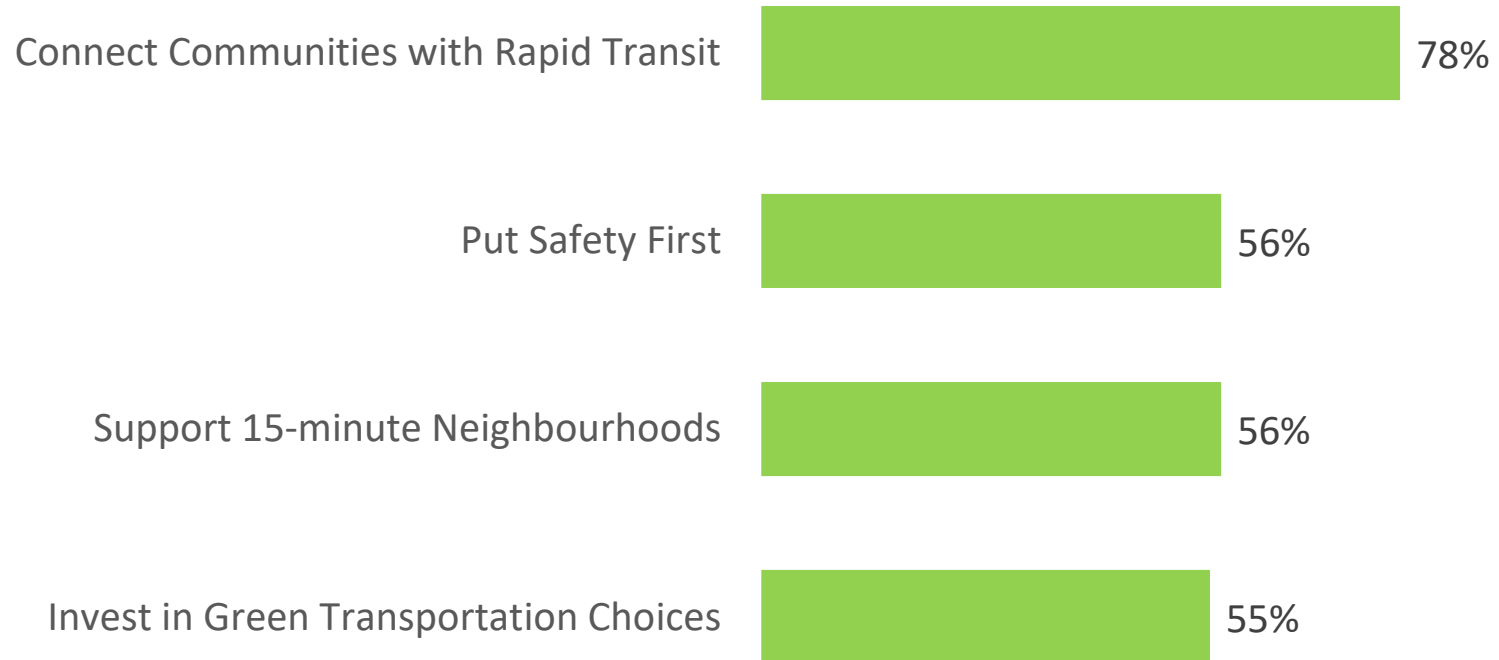 Connect Communities with Rapid Transit 78%
Put Safety First 56%
Support 15-minute Neighbourhoods 56%
Invest in Green Transportation Choices 55%